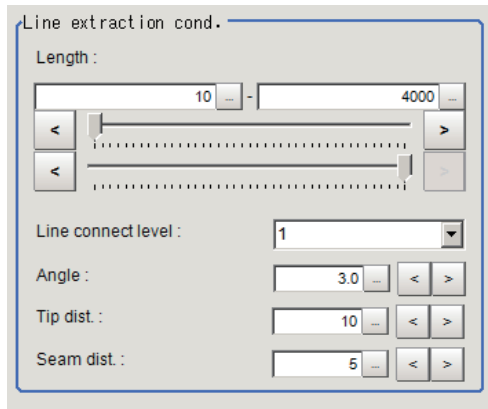 Line extraction cond.
Length :
10 ... - 4000 ...
< >
< >
Line connect level : 1
Angle : 3.0 ... < >
Tip dist. : 10 ... < >
Seam dist. : 5 ... < >